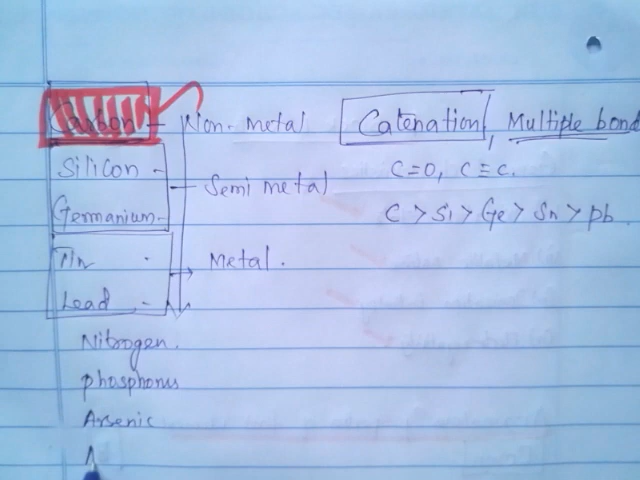 Carbon - Non-metal Catenation, Multiple bond
Silicon - C=O, C≡C.
Semi metal
Germanium- C > Si > Ge > Sn > Pb
Tin - Metal.
Lead -
Nitrogen.
phosphorus
Arsenic
A